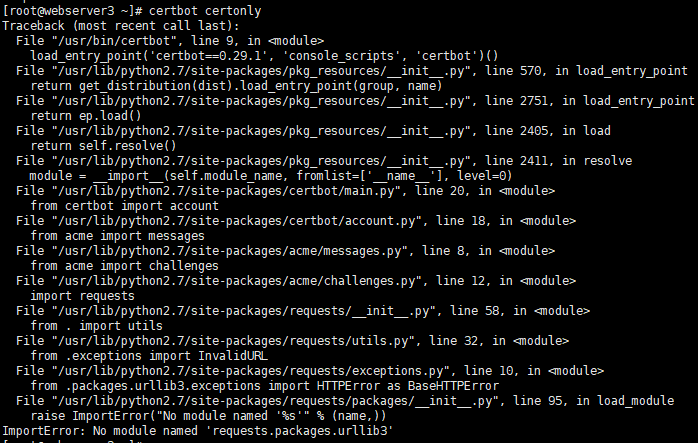 [root@webserver3 ~]# certbot certonly
Traceback (most recent call last):
  File "/usr/bin/certbot", line 9, in <module>
    load_entry_point('certbot==0.29.1', 'console_scripts', 'certbot')()
  File "/usr/lib/python2.7/site-packages/pkg_resources/__init__.py", line 570, in load_entry_point
    return get_distribution(dist).load_entry_point(group, name)
  File "/usr/lib/python2.7/site-packages/pkg_resources/__init__.py", line 2751, in load_entry_point
    return ep.load()
  File "/usr/lib/python2.7/site-packages/pkg_resources/__init__.py", line 2405, in load
    return self.resolve()
  File "/usr/lib/python2.7/site-packages/pkg_resources/__init__.py", line 2411, in resolve
    module = __import__(self.module_name, fromlist=['__name__'], level=0)
  File "/usr/lib/python2.7/site-packages/certbot/main.py", line 20, in <module>
    from certbot import account
  File "/usr/lib/python2.7/site-packages/certbot/account.py", line 18, in <module>
    from acme import messages
  File "/usr/lib/python2.7/site-packages/acme/messages.py", line 8, in <module>
    from acme import challenges
  File "/usr/lib/python2.7/site-packages/acme/challenges.py", line 12, in <module>
    import requests
  File "/usr/lib/python2.7/site-packages/requests/__init__.py", line 58, in <module>
    from . import utils
  File "/usr/lib/python2.7/site-packages/requests/utils.py", line 32, in <module>
    from .exceptions import InvalidURL
  File "/usr/lib/python2.7/site-packages/requests/exceptions.py", line 10, in <module>
    from .packages.urllib3.exceptions import HTTPError as BaseHTTPError
  File "/usr/lib/python2.7/site-packages/requests/packages/__init__.py", line 95, in load_module
    raise ImportError("No module named '%s'" % (name,))
ImportError: No module named 'requests.packages.urllib3'